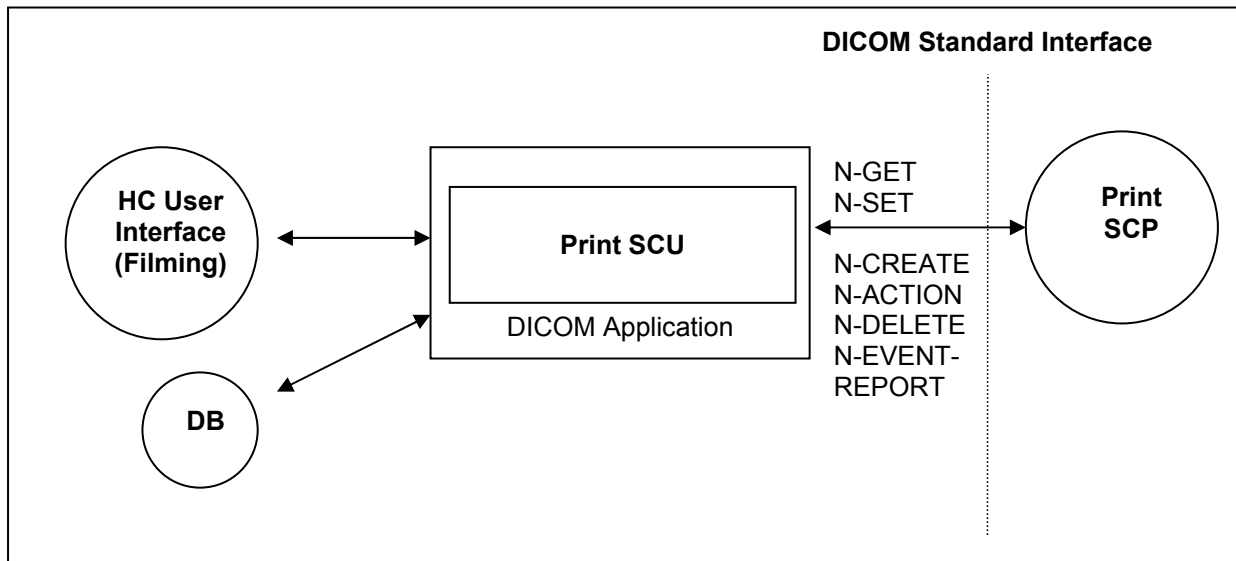 DICOM Standard Interface
HC User
Interface
(Filming)
DB
Print SCU
DICOM Application
N-GET
N-SET
N-CREATE
N-ACTION
N-DELETE
N-EVENT-
REPORT
Print
SCP